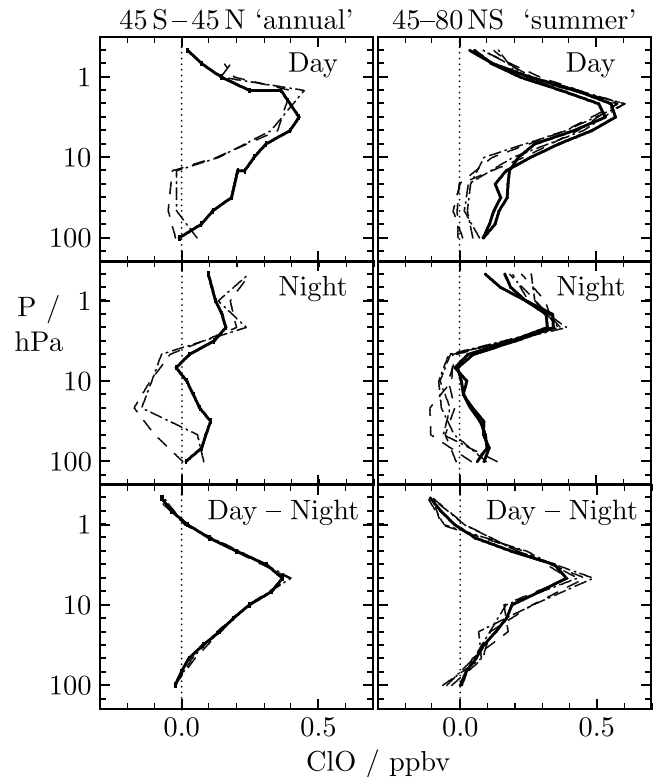 45 S – 45 N ‘annual’ 45–80 NS ‘summer’
Day Day
1
10
100
Night Night
P / hPa
1
10
100
Day – Night Day – Night
1
10
100
0.0 0.5 0.0 0.5
ClO / ppbv